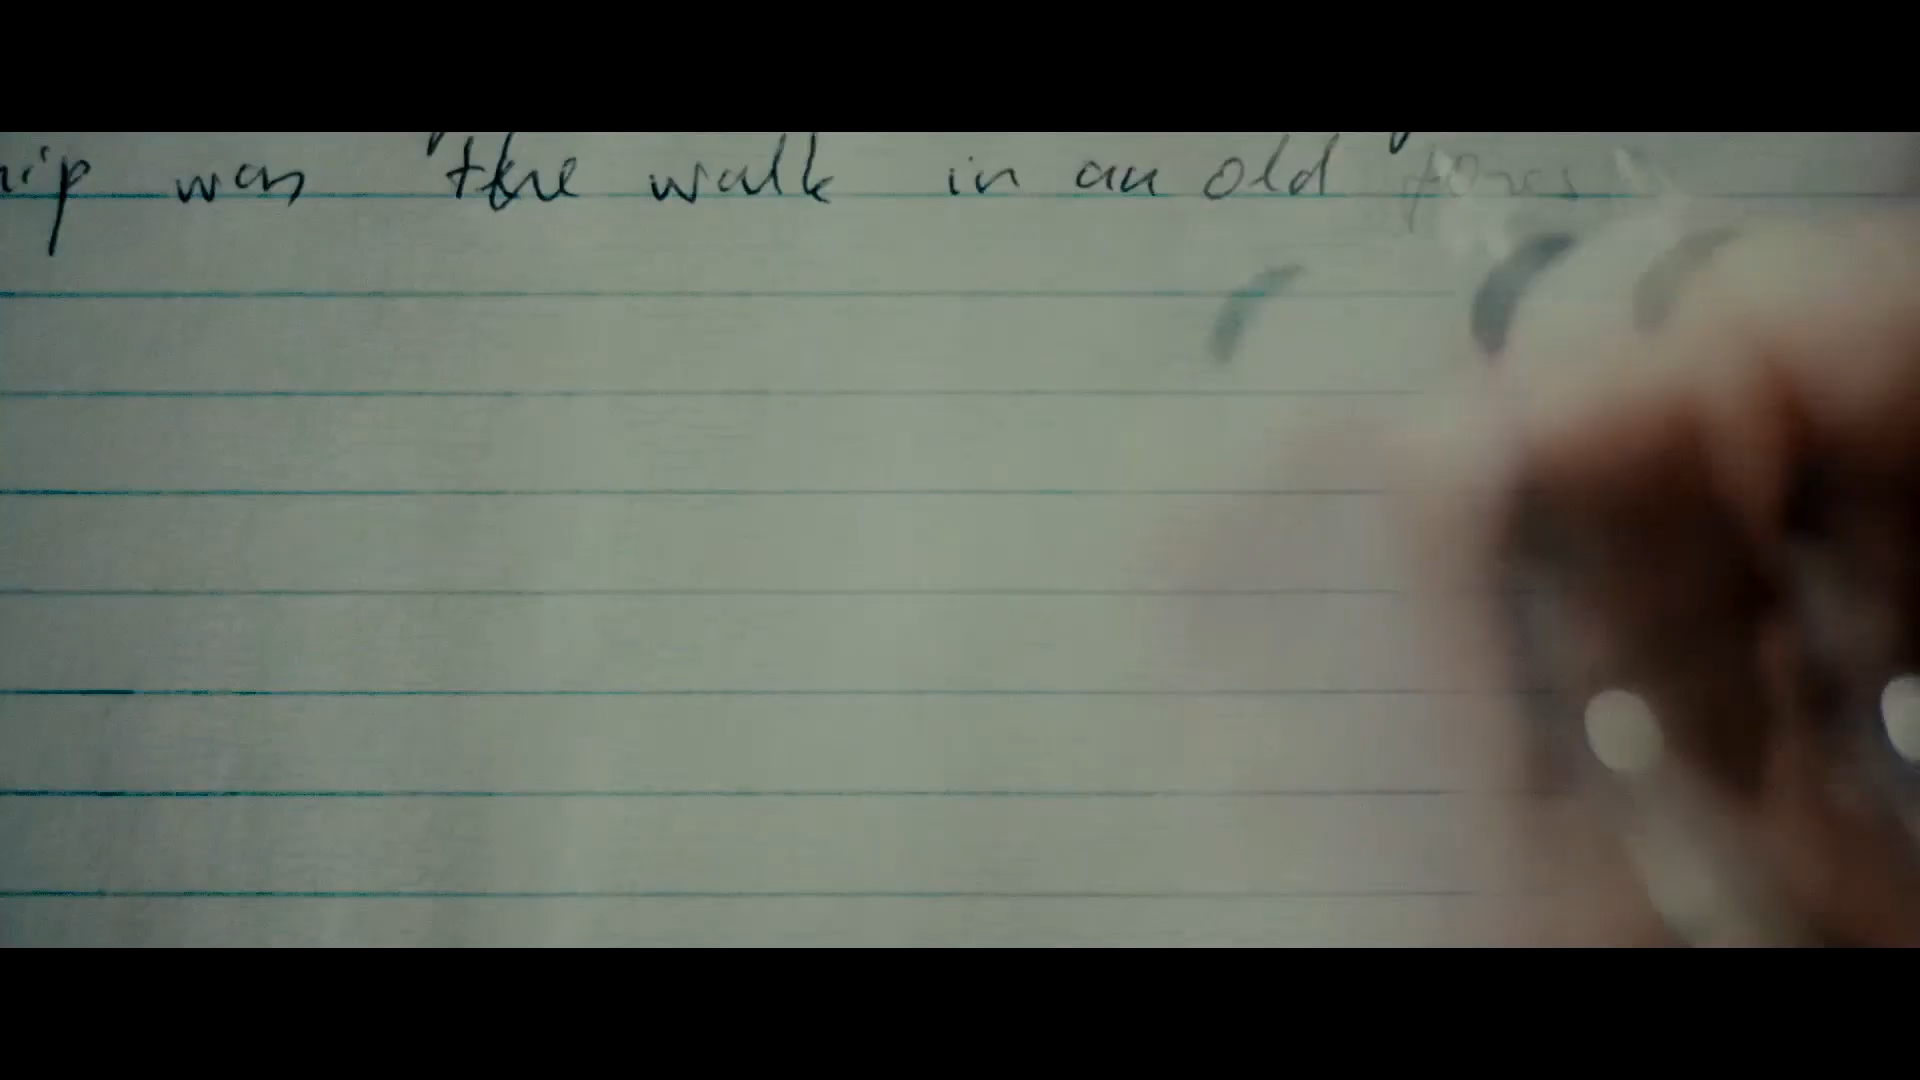 was the walk in an old